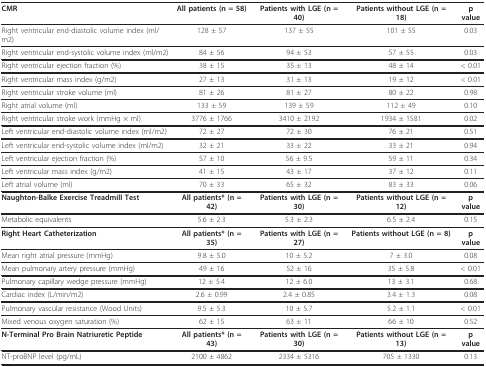 CMR All patients (n = 58) Patients with LGE (n = 40) Patients without LGE (n = 18) p value
Right ventricular end-diastolic volume index (ml/m2) 128 ± 57 137 ± 55 101 ± 55 0.03
Right ventricular end-systolic volume index (ml/m2) 84 ± 56 94 ± 53 57 ± 55 0.03
Right ventricular ejection fraction (%) 38 ± 15 35 ± 13 48 ± 14 < 0.01
Right ventricular mass index (g/m2) 27 ± 13 31 ± 13 19 ± 12 < 0.01
Right ventricular stroke volume (ml) 81 ± 26 81 ± 27 80 ± 22 0.98
Right atrial volume (ml) 133 ± 59 139 ± 59 112 ± 49 0.10
Right ventricular stroke work (mmHg × ml) 3776 ± 1766 3410 ± 2192 1934 ± 1581 0.02
Left ventricular end-diastolic volume index (ml/m2) 72 ± 27 72 ± 30 76 ± 21 0.51
Left ventricular end-systolic volume index (ml/m2) 32 ± 21 33 ± 22 33 ± 21 0.94
Left ventricular ejection fraction (%) 57 ± 10 56 ± 9.5 59 ± 11 0.34
Left ventricular mass index (g/m2) 41 ± 15 43 ± 17 37 ± 12 0.11
Left atrial volume (ml) 70 ± 33 65 ± 32 83 ± 33 0.06
Naughton-Balke Exercise Treadmill Test All patients* (n = 42) Patients with LGE (n = 30) Patients without LGE (n = 12) p value
Metabolic equivalents 5.6 ± 2.3 5.3 ± 2.3 6.5 ± 2.4 0.15
Right Heart Catheterization All patients* (n = 35) Patients with LGE (n = 27) Patients without LGE (n = 8) p value
Mean right atrial pressure (mmHg) 9.8 ± 5.0 10 ± 5.2 7 ± 3.0 0.08
Mean pulmonary artery pressure (mmHg) 49 ± 16 52 ± 16 35 ± 5.8 < 0.01
Pulmonary capillary wedge pressure (mmHg) 12 ± 5.4 12 ± 6.0 13 ± 3.1 0.68
Cardiac index (L/min/m2) 2.6 ± 0.99 2.4 ± 0.85 3.4 ± 1.3 0.08
Pulmonary vascular resistance (Wood Units) 9.5 ± 5.3 10 ± 5.7 5.2 ± 1.1 < 0.01
Mixed venous oxygen saturation (%) 62 ± 15 63 ± 11 66 ± 10 0.52
N-Terminal Pro Brain Natriuretic Peptide All patients* (n = 43) Patients with LGE (n = 30) Patients without LGE (n = 13) p value
NT-proBNP level (pg/mL) 2100 ± 4862 2334 ± 5316 705 ± 1330 0.13